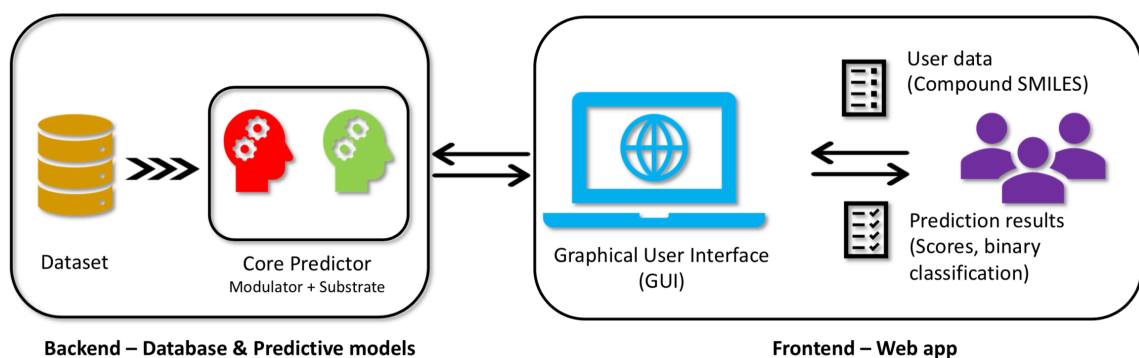 Dataset
Core Predictor
Modulator + Substrate
Backend – Database & Predictive models
Graphical User Interface
(GUI)
User data
(Compound SMILES)
Prediction results
(Scores, binary
classification)
Frontend – Web app